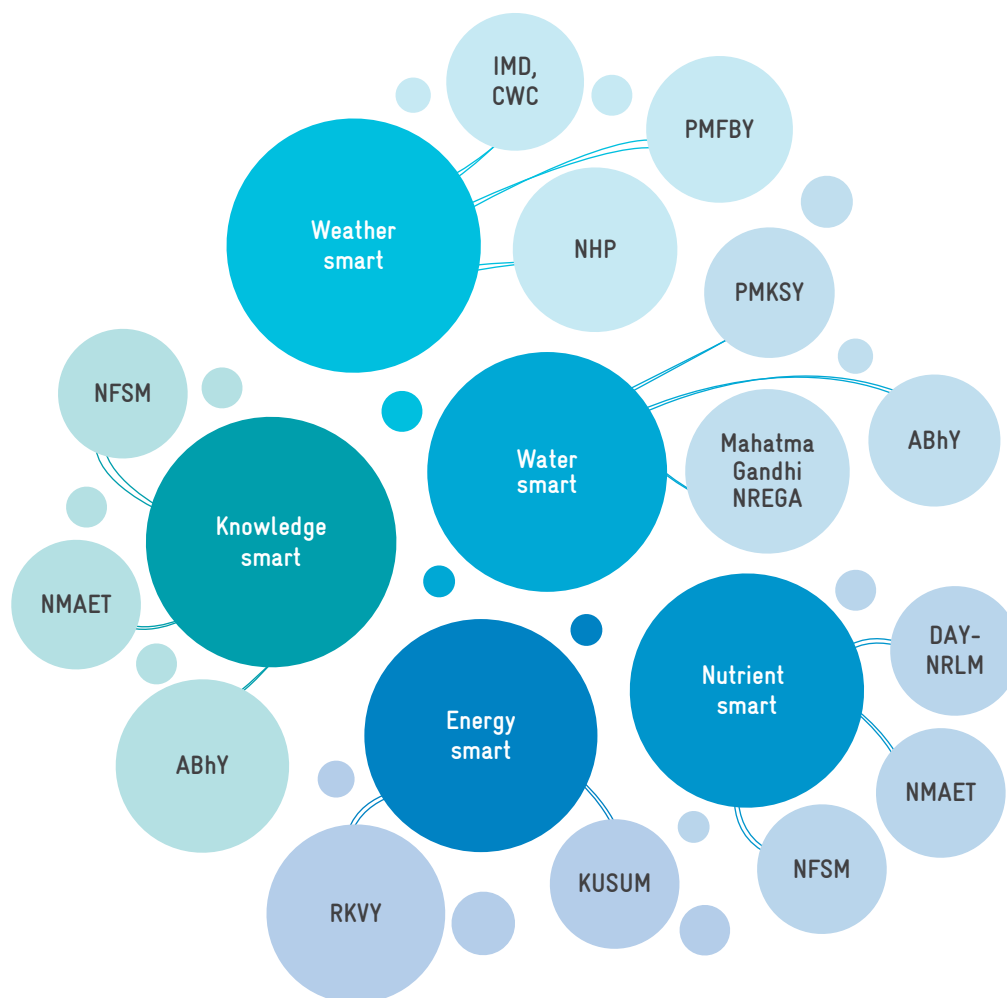 IMD,
CWC
PMFBY
Weather
smart
NHP
PMKSY
NFSM
Water
smart
Mahatma
Gandhi
NREGA
ABhY
Knowledge
smart
NMAET
DAY-
NRLM
Nutrient
smart
Energy
smart
ABhY
NMAET
NFSM
KUSUM
RKVY